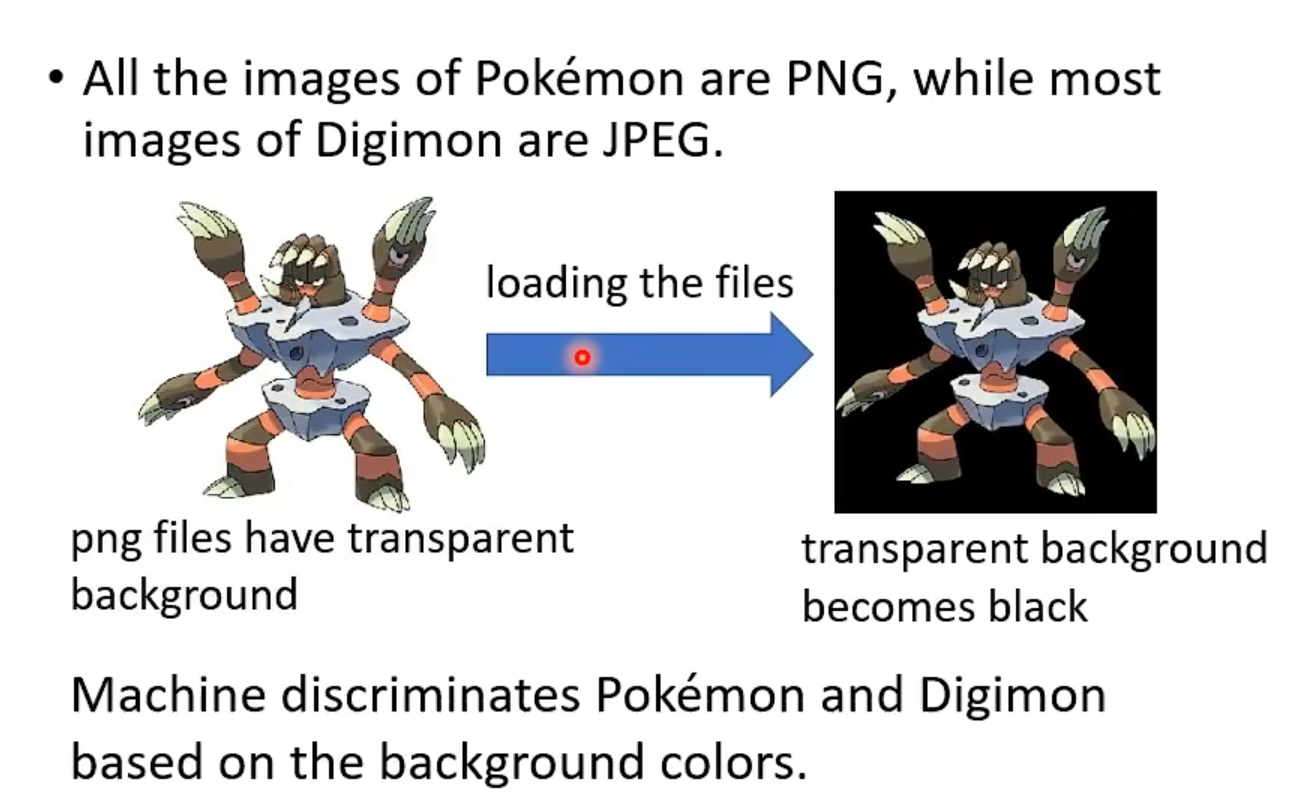 • All the images of Pokémon are PNG, while most
images of Digimon are JPEG.
loading the files
png files have transparent
background
transparent background
becomes black
Machine discriminates Pokémon and Digimon
based on the background colors.